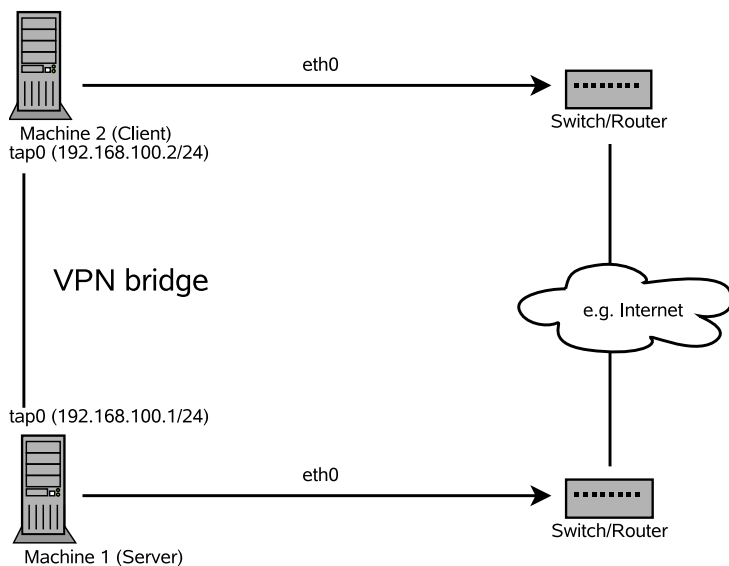 eth0
Switch/Router
Machine 2 (Client)
tap0 (192.168.100.2/24)
VPN bridge
e.g. Internet
tap0 (192.168.100.1/24)
eth0
Switch/Router
Machine 1 (Server)